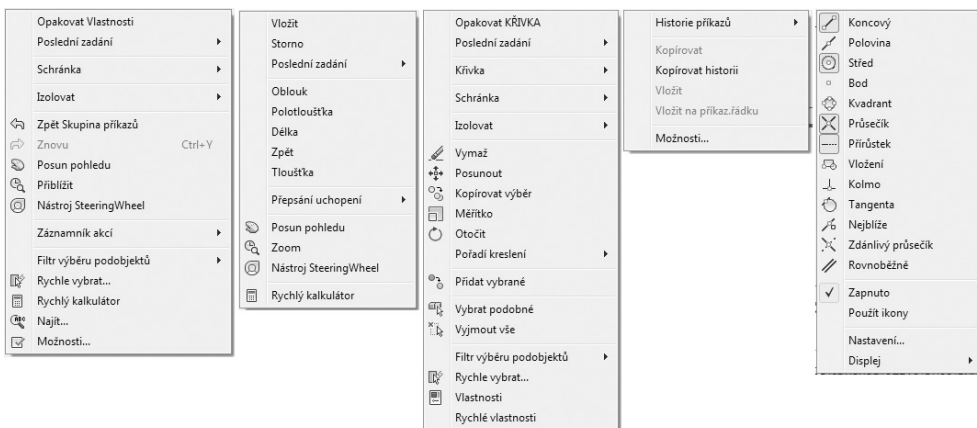 Opakovat Vlastnosti
Poslední zadání
Schránka
Izolovat
Zpět Skupina příkazů
Znovu Ctrl+Y
Posun pohledu
Přiblížit
Nástroj SteeringWheel
Záznamník akcí
Filtr výběru podobjektů
Rychle vybrat...
Rychlý kalkulátor
Najít...
Možnosti...
Vložit
Storno
Poslední zadání
Oblouk
Polotloušťka
Délka
Zpět
Tloušťka
Přepsání uchopení
Posun pohledu
Zoom
Nástroj SteeringWheel
Rychlý kalkulátor
Opakovat KŘIVKA
Poslední zadání
Křivka
Schránka
Izolovat
Vymaž
Posunout
Kopírovat výběr
Měřítko
Otočit
Pořadí kreslení
Přidat vybrané
Vybrat podobné
Vyjmout vše
Filtr výběru podobjektů
Rychle vybrat...
Vlastnosti
Rychlé vlastnosti
Historie příkazů
Kopírovat
Kopírovat historii
Vložit
Vložit na příkaz.řádku
Možnosti...
Koncový
Polovina
Střed
Bod
Kvadrant
Průsečík
Přírůstek
Vložení
Kolmo
Tangenta
Nejblíže
Zdánlivý průsečík
Rovnoběžně
Zapnuto
Použít ikony
Nastavení...
Displej